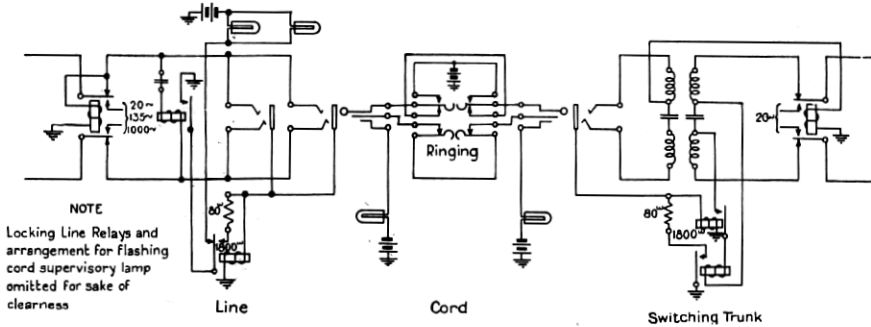 20~
135~
1000~
80ω
1800ω
NOTE
Locking Line Relays and
arrangement for flashing
cord supervisory lamp
omitted for sake of
clearness
Line
Ringing
Cord
20~
80ω
1800ω
Switching Trunk